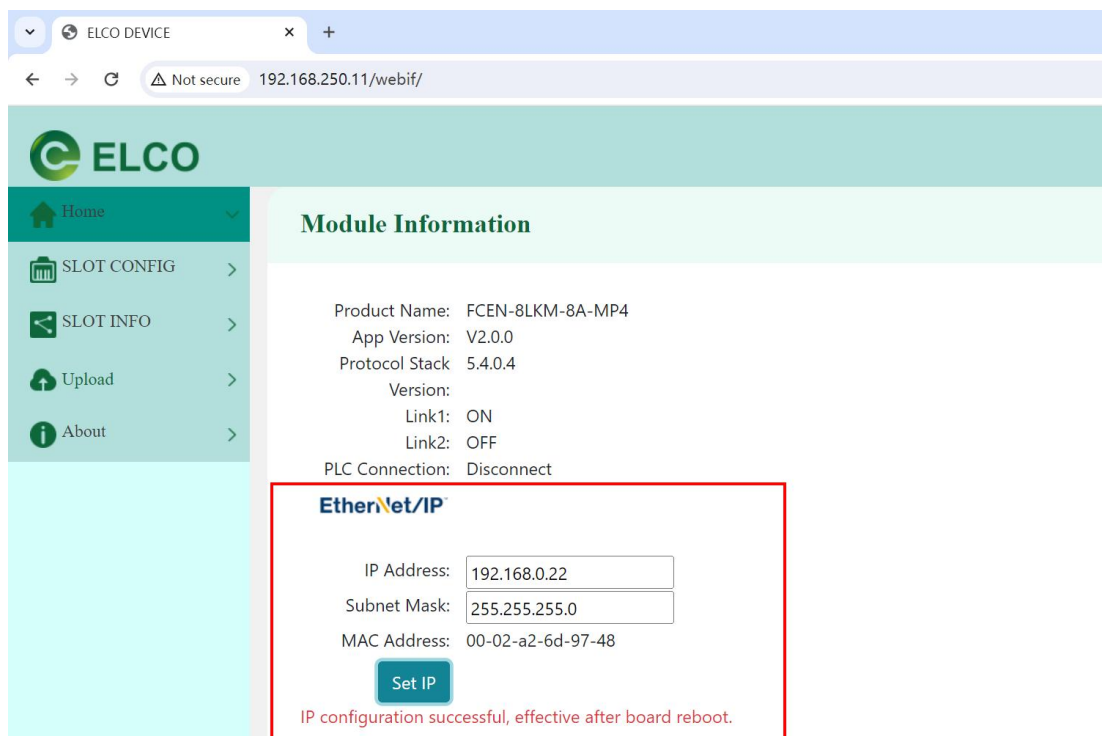 ELCO DEVICE
Not secure 192.168.250.11/webif/
ELCO
Home
SLOT CONFIG
SLOT INFO
Upload
About
Module Information
Product Name: FCEN-8LKM-8A-MP4
App Version: V2.0.0
Protocol Stack 5.4.0.4
Version:
Link1: ON
Link2: OFF
PLC Connection: Disconnect
EtherNet/IP™
IP Address: 192.168.0.22
Subnet Mask: 255.255.255.0
MAC Address: 00-02-a2-6d-97-48
Set IP
IP configuration successful, effective after board reboot.